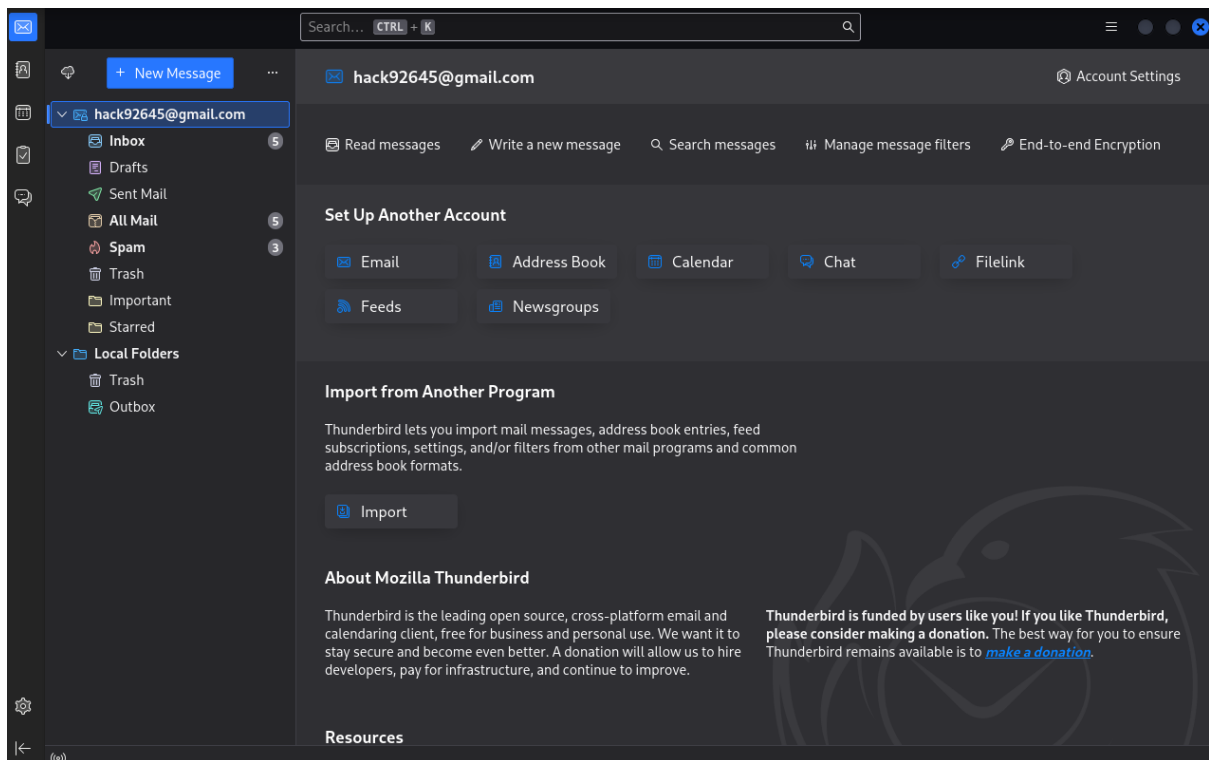 Search... CTRL + K
+ New Message ...
hack92645@gmail.com
Inbox 5
Drafts
Sent Mail
All Mail 5
Spam 3
Trash
Important
Starred
Local Folders
Trash
Outbox
hack92645@gmail.com Account Settings
Read messages Write a new message Search messages Manage message filters End-to-end Encryption
Set Up Another Account
Email Address Book Calendar Chat Filelink
Feeds Newsgroups
Import from Another Program
Thunderbird lets you import mail messages, address book entries, feed
subscriptions, settings, and/or filters from other mail programs and common
address book formats.
Import
About Mozilla Thunderbird
Thunderbird is the leading open source, cross-platform email and
calendaring client, free for business and personal use. We want it to
stay secure and become even better. A donation will allow us to hire
developers, pay for infrastructure, and continue to improve.
Thunderbird is funded by users like you! If you like Thunderbird,
please consider making a donation. The best way for you to ensure
Thunderbird remains available is to make a donation.
Resources